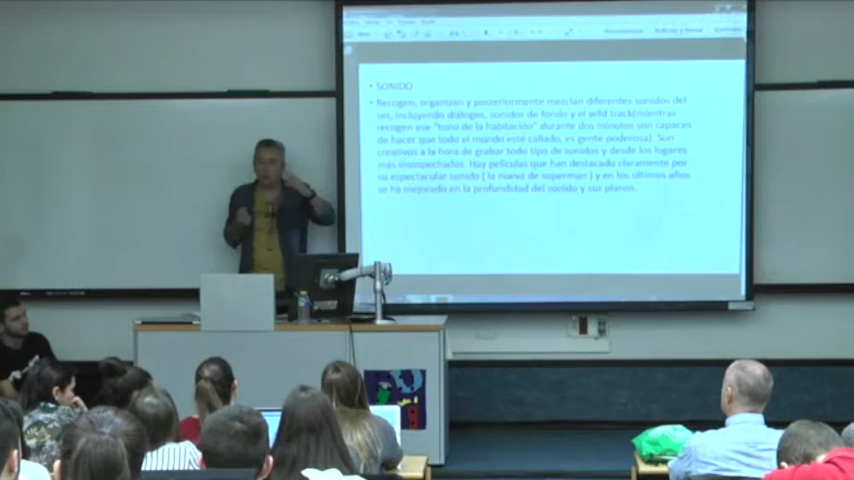 • SONIDO
• Recogen, organizan y posteriormente mezclan diferentes sonidos del
set, incluyendo diálogos, sonidos de fondo y el wild track(mientras
recogen ese "tono de la habitación" durante dos minutos son capaces
de hacer que todo el mundo esté callado, es gente poderosa). Son
creativos a la hora de grabar todo tipo de sonidos y desde los lugares
más insospechados. Hay películas que han destacado claramente por
su espectacular sonido ( la nueva de superman ) y en los últimos años
se ha mejorado en la profundidad del sonido y sus planos.